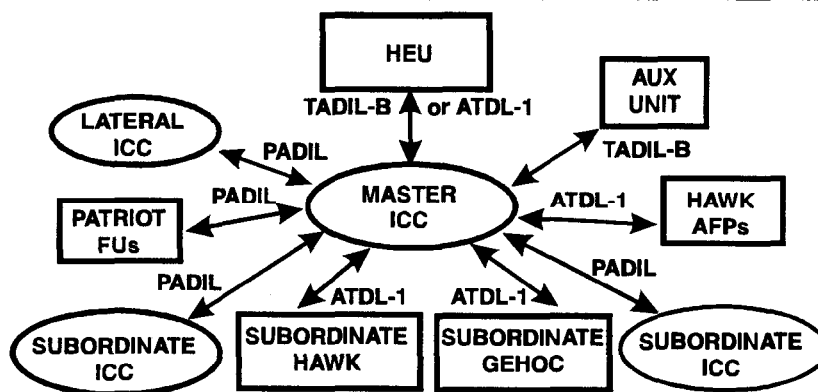 HEU
AUX
UNIT
TADIL-B or ATDL-1
LATERAL
ICC
PADIL
TADIL-B
MASTER
ICC
PADIL
PATRIOT
FUs
ATDL-1
HAWK
AFPs
PADIL
PADIL
ATDL-1
ATDL-1
SUBORDINATE
ICC
SUBORDINATE
HAWK
SUBORDINATE
GEHOC
SUBORDINATE
ICC